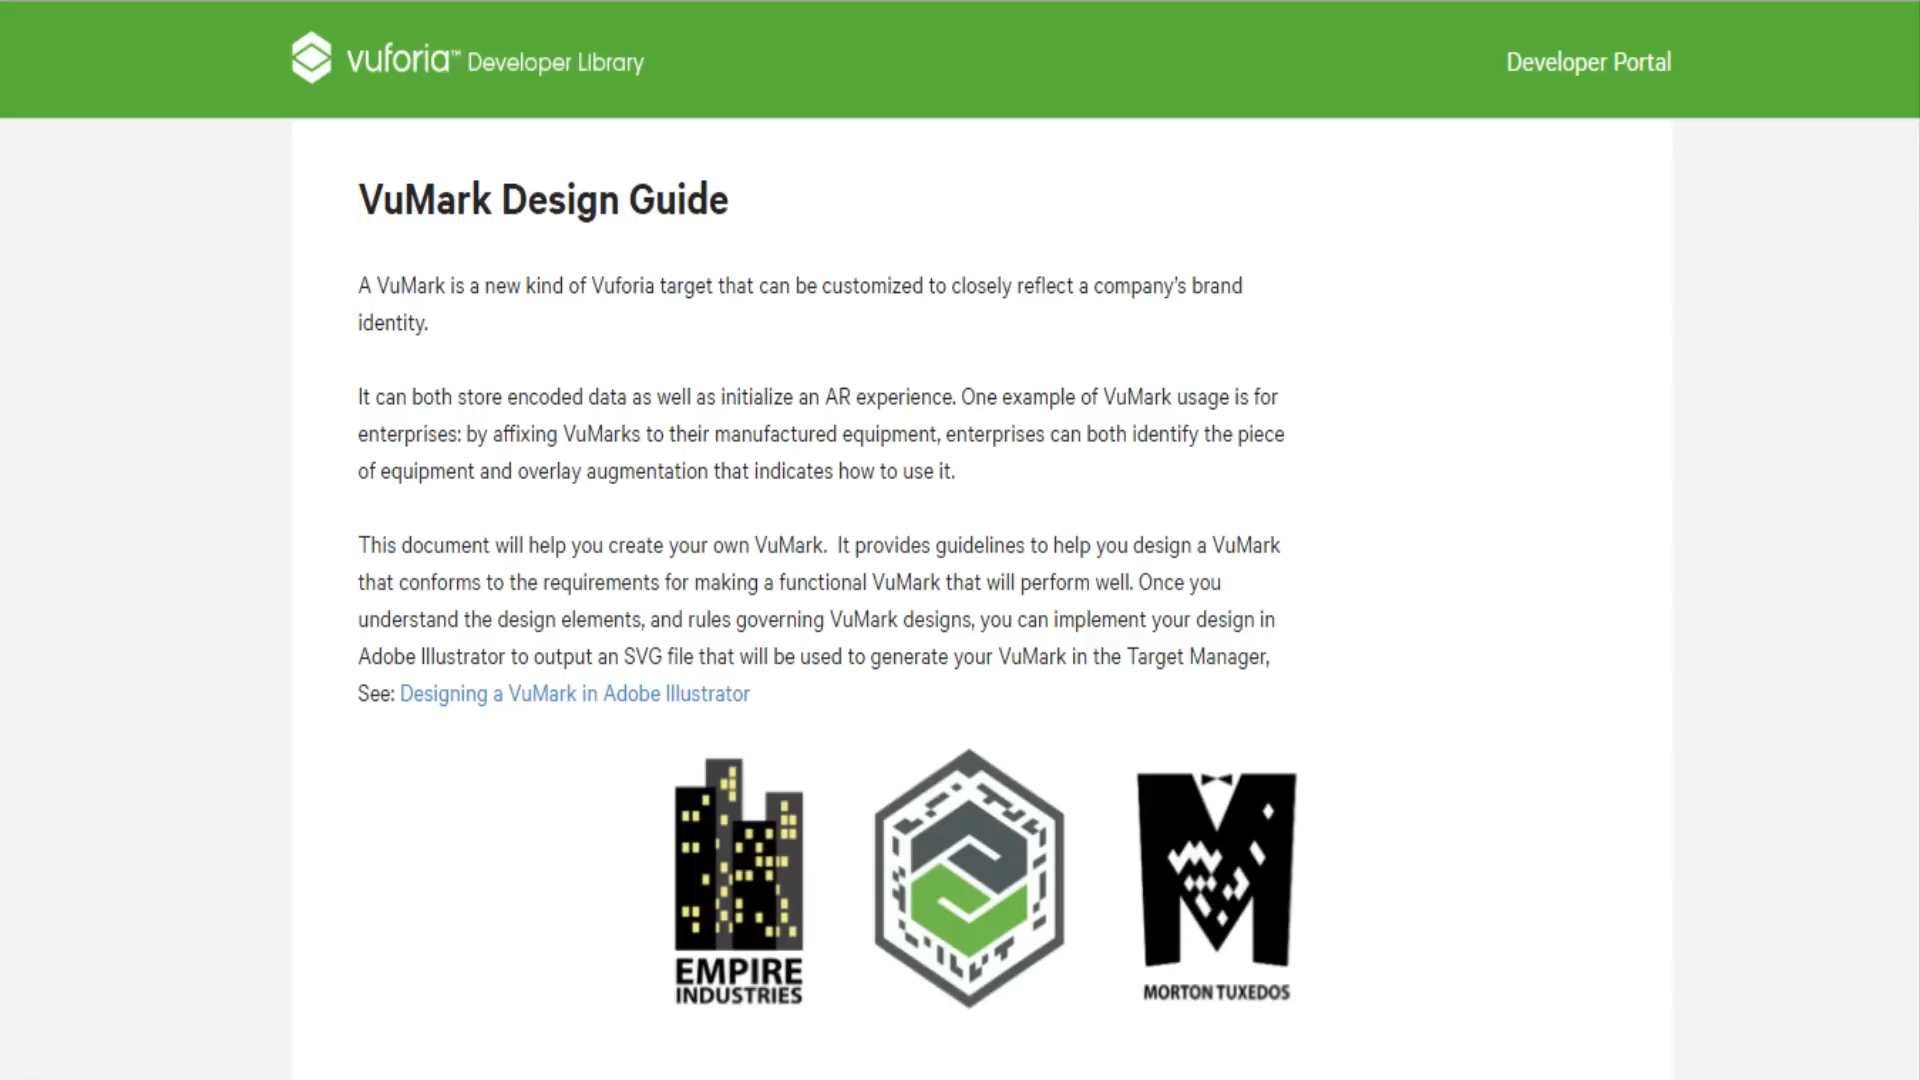 vuforia™ Developer LIbrary
Developer Portal
VuMark Design Guide
A VuMark is a new kind of Vuforia target that can be customized to closely reflect a company's brand
identity.
It can both store encoded data as well as initialize an AR experience. One example of VuMark usage is for
enterprises: by affixing VuMarks to their manufactured equipment, enterprises can both identify the piece
of equipment and overlay augmentation that indicates how to use it.
This document will help you create your own VuMark.  It provides guidelines to help you design a VuMark
that conforms to the requirements for making a functional VuMark that will perform well. Once you
understand the design elements, and rules governing VuMark designs, you can implement your design in
Adobe Illustrator to output an SVG file that will be used to generate your VuMark in the Target Manager,
See: Designing a VuMark in Adobe Illustrator
EMPIRE
INDUSTRIES
MORTON TUXEDOS